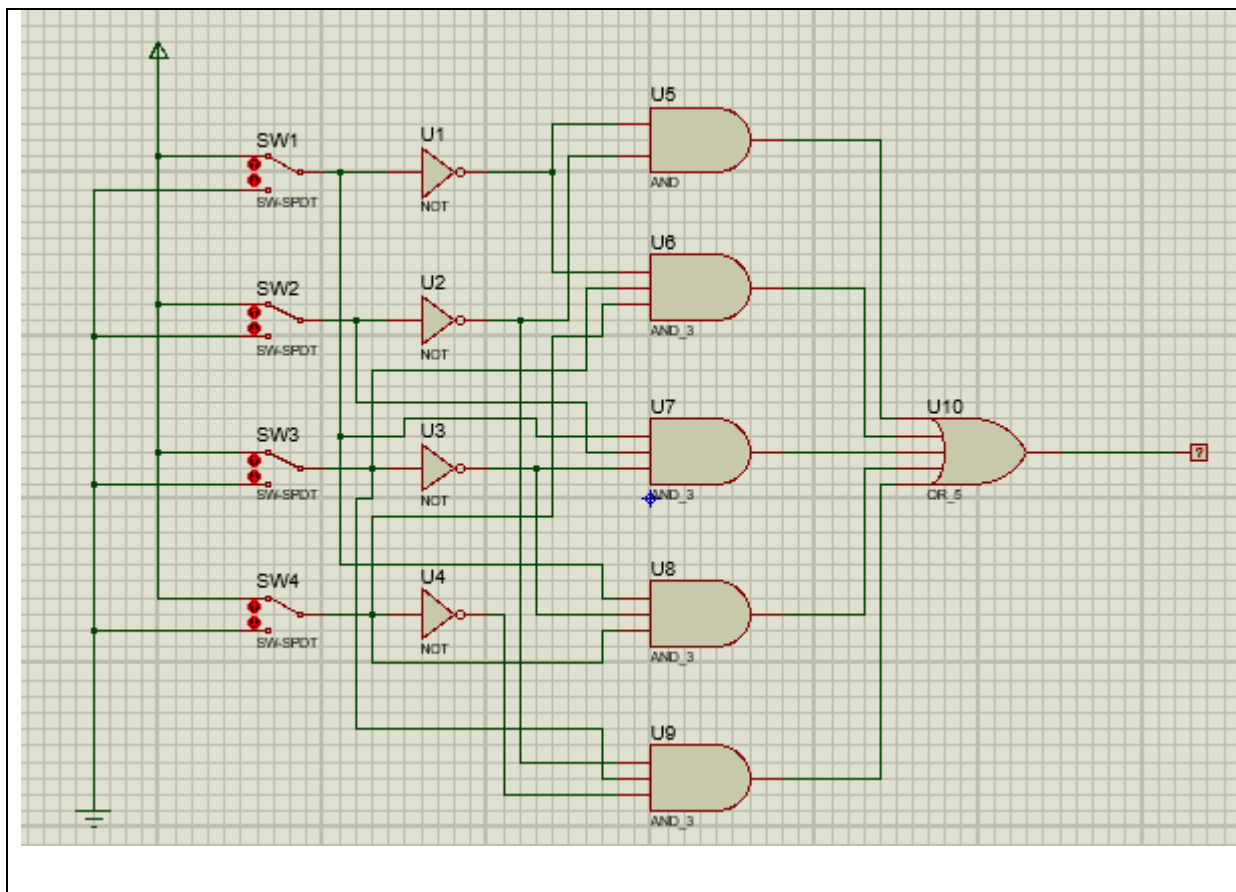 U5
AND
SW1
SW-SPDT
U1
NOT
U6
AND_3
SW2
SW-SPDT
U2
NOT
U7
AND_3
U10
OR_5
?
SW3
SW-SPDT
U3
NOT
U8
AND_3
SW4
SW-SPDT
U4
NOT
U9
AND_3